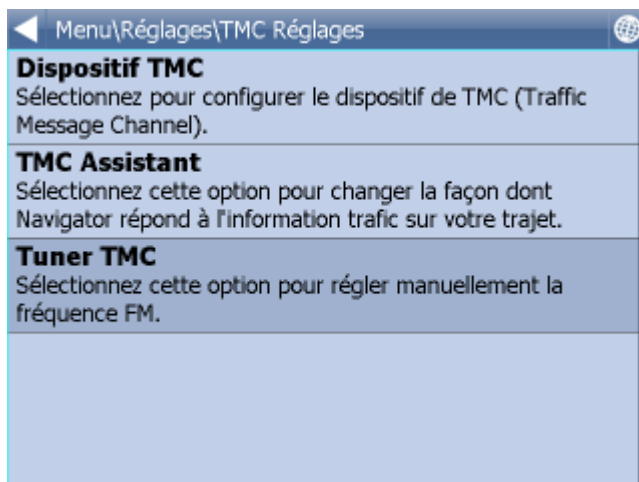 Menu\Réglages\TMC Réglages
Dispositif TMC
Sélectionnez pour configurer le dispositif de TMC (Traffic
Message Channel).
TMC Assistant
Sélectionnez cette option pour changer la façon dont
Navigator répond à l'information trafic sur votre trajet.
Tuner TMC
Sélectionnez cette option pour régler manuellement la
fréquence FM.